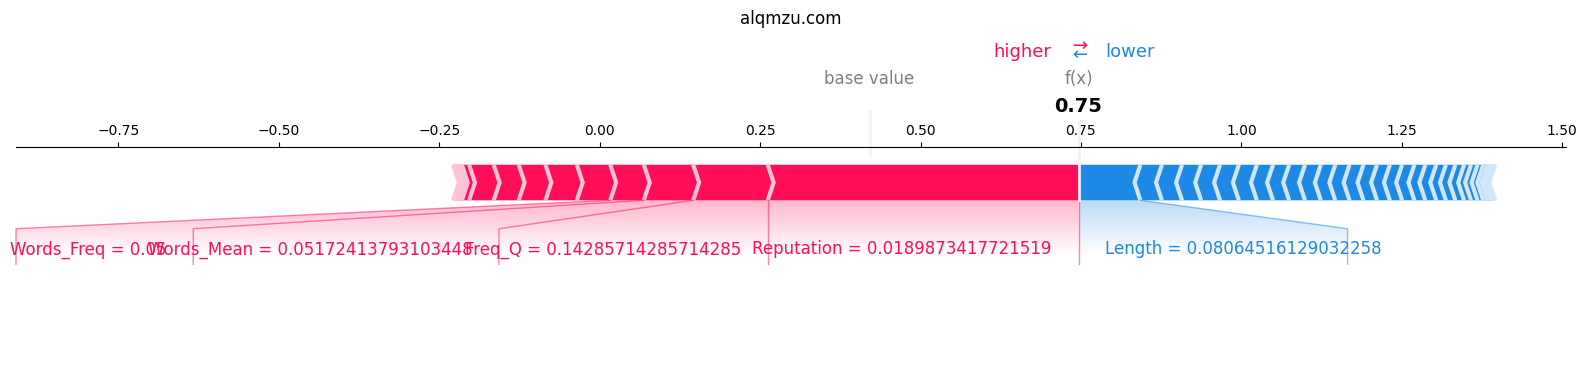 alqmzu.com
higher ⇄ lower
base value f(x)
0.75
−0.75 −0.50 −0.25 0.00 0.25 0.50 0.75 1.00 1.25 1.50
Words_Freq = 0.05 Words_Mean = 0.05172413793103448 Freq_Q = 0.14285714285714285 Reputation = 0.0189873417721519 Length = 0.08064516129032258